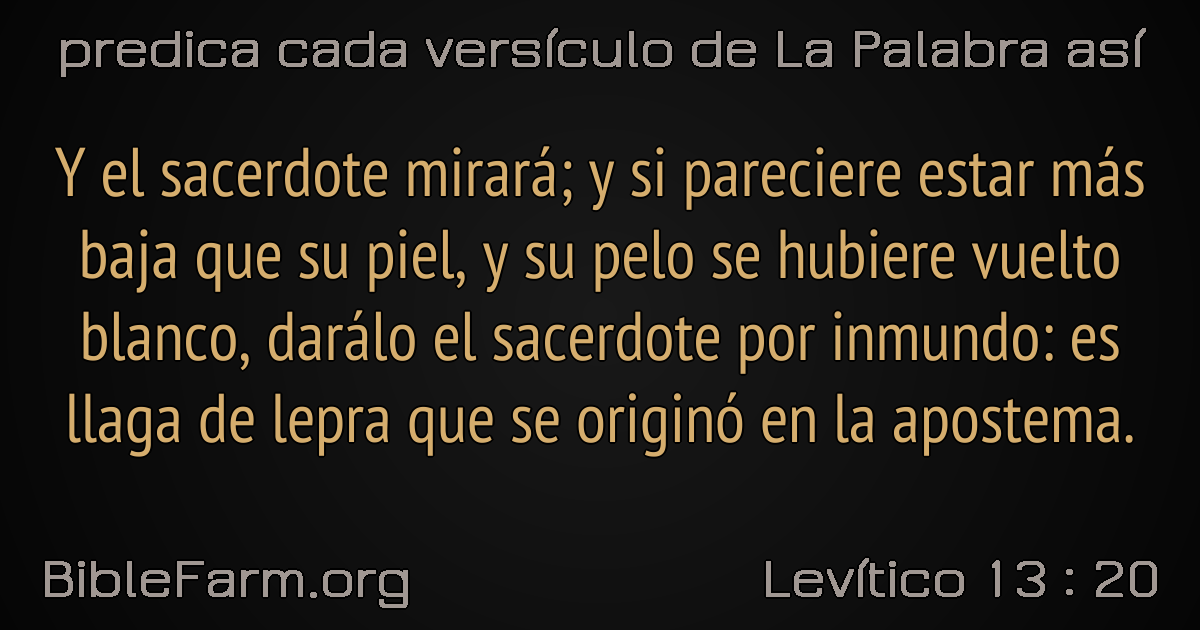 predica cada versículo de La Palabra así
Y el sacerdote mirará; y si pareciere estar más
baja que su piel, y su pelo se hubiere vuelto
blanco, darálo el sacerdote por inmundo: es
llaga de lepra que se originó en la apostema.
BibleFarm.org
Levítico 13 : 20